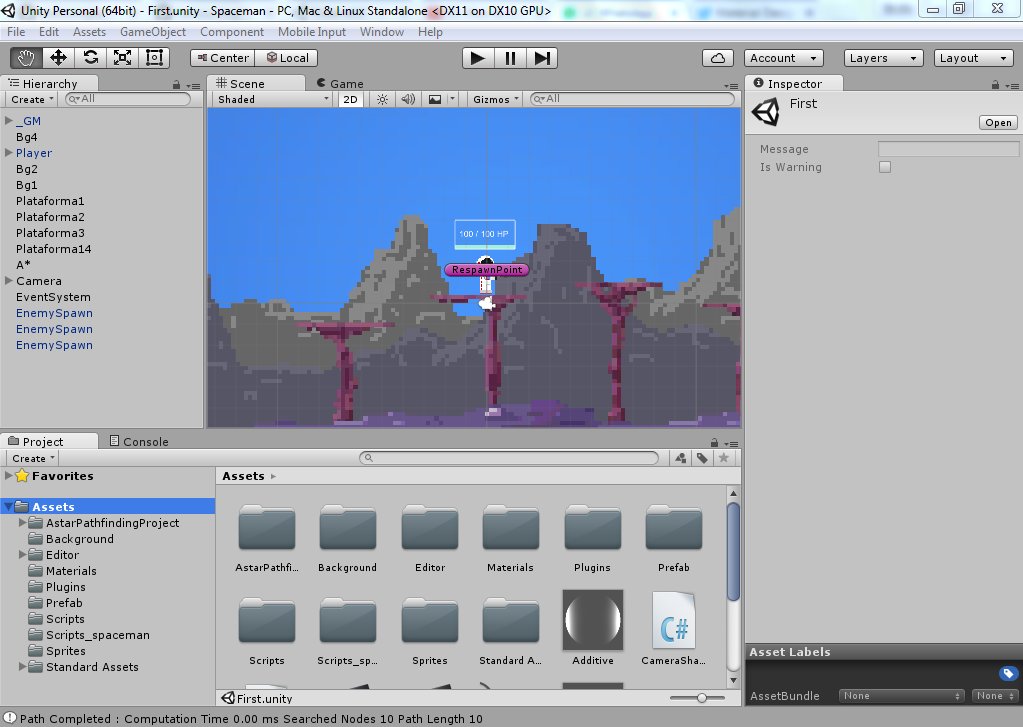 Unity Personal (64bit) - First.unity - Spaceman - PC, Mac & Linux Standalone <DX11 on DX10 GPU>
File Edit Assets GameObject Component Mobile Input Window Help
Center Local Account Layers Layout
Hierarchy Scene Game Inspector
Create All Shaded 2D Gizmos All
First
Open
Message
Is Warning
_GM
Bg4
Player
Bg2
Bg1
Plataforma1
Plataforma2
Plataforma3
Plataforma14
A*
Camera
EventSystem
EnemySpawn
EnemySpawn
EnemySpawn
100 / 100 HP
RespawnPoint
Project Console
Create
Favorites
Assets
AstarPathfindingProject
Background
Editor
Materials
Plugins
Prefab
Scripts
Scripts_spaceman
Sprites
Standard Assets
Assets
AstarPathfi... Background Editor Materials Plugins Prefab
C#
Scripts Scripts_sp... Sprites Standard A... Additive CameraSha...
First.unity
Asset Labels
AssetBundle None None
Path Completed : Computation Time 0.00 ms Searched Nodes 10 Path Length 10